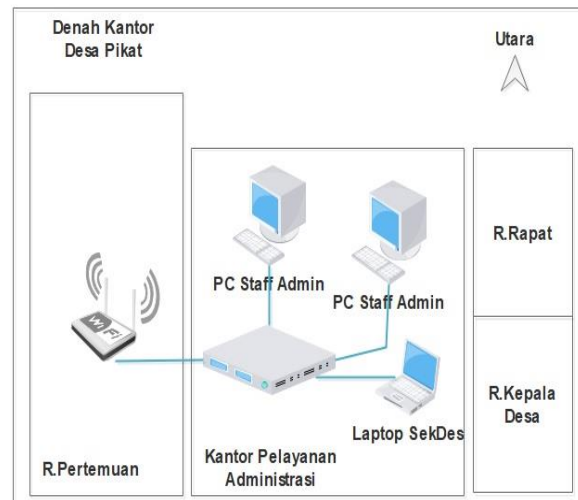 Denah Kantor
Desa Pikat
Utara
PC Staff Admin
PC Staff Admin
R.Rapat
WiFi
Laptop SekDes
R.Kepala
Desa
R.Pertemuan
Kantor Pelayanan
Administrasi